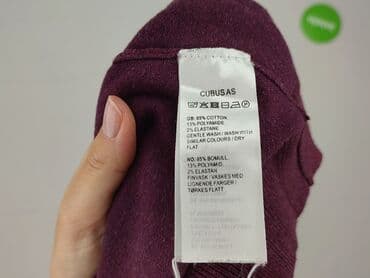 CUBUS AS
GB: 85% COTTON,
13% POLYAMIDE
2% ELASTANE
GENTLE WASH / WASH WITH
SIMILAR COLOURS / DRY
FLAT
NO: 85% BOMULL,
13% POLYAMID,
2% ELASTAN
FINVASK / VASKES MED
LIGNENDE FARGER /
TØRKES FLATT